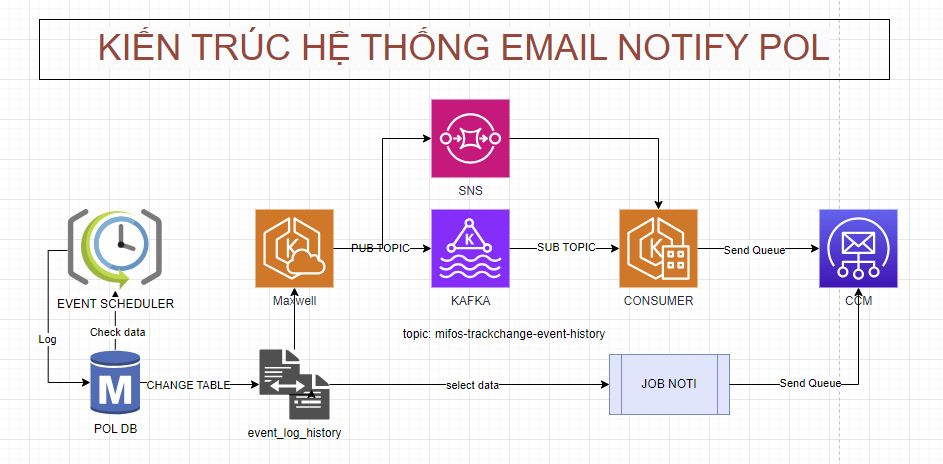 KIẾN TRÚC HỆ THỐNG EMAIL NOTIFY POL
SNS
PUB TOPIC
SUB TOPIC
Send Queue
Maxwell
KAFKA
CONSUMER
CCM
EVENT SCHEDULER
Check data
Log
topic: mifos-trackchange-event-history
M
CHANGE TABLE
select data
JOB NOTI
Send Queue
POL DB
event_log_history
K
K
K